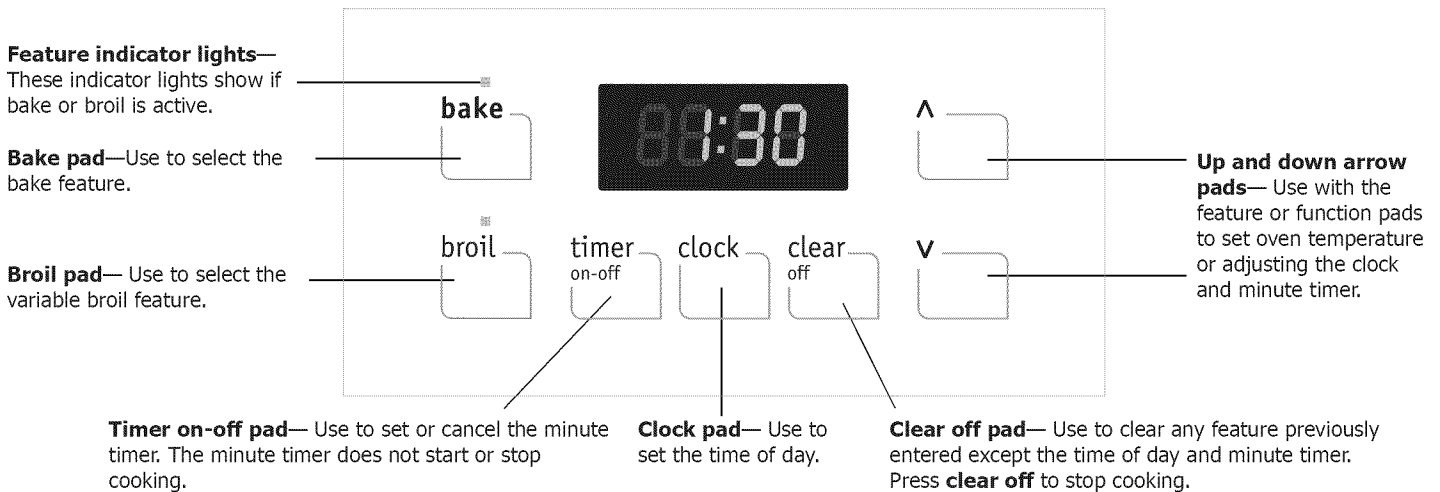 Feature indicator lights—
These indicator lights show if
bake or broil is active.
bake
1:30
∧
Bake pad—Use to select the
bake feature.
Up and down arrow
pads— Use with the
feature or function pads
to set oven temperature
or adjusting the clock
and minute timer.
broil
timer
on-off
clock
clear
off
∨
Broil pad— Use to select the
variable broil feature.
Timer on-off pad— Use to set or cancel the minute
timer. The minute timer does not start or stop
cooking.
Clock pad— Use to
set the time of day.
Clear off pad— Use to clear any feature previously
entered except the time of day and minute timer.
Press clear off to stop cooking.